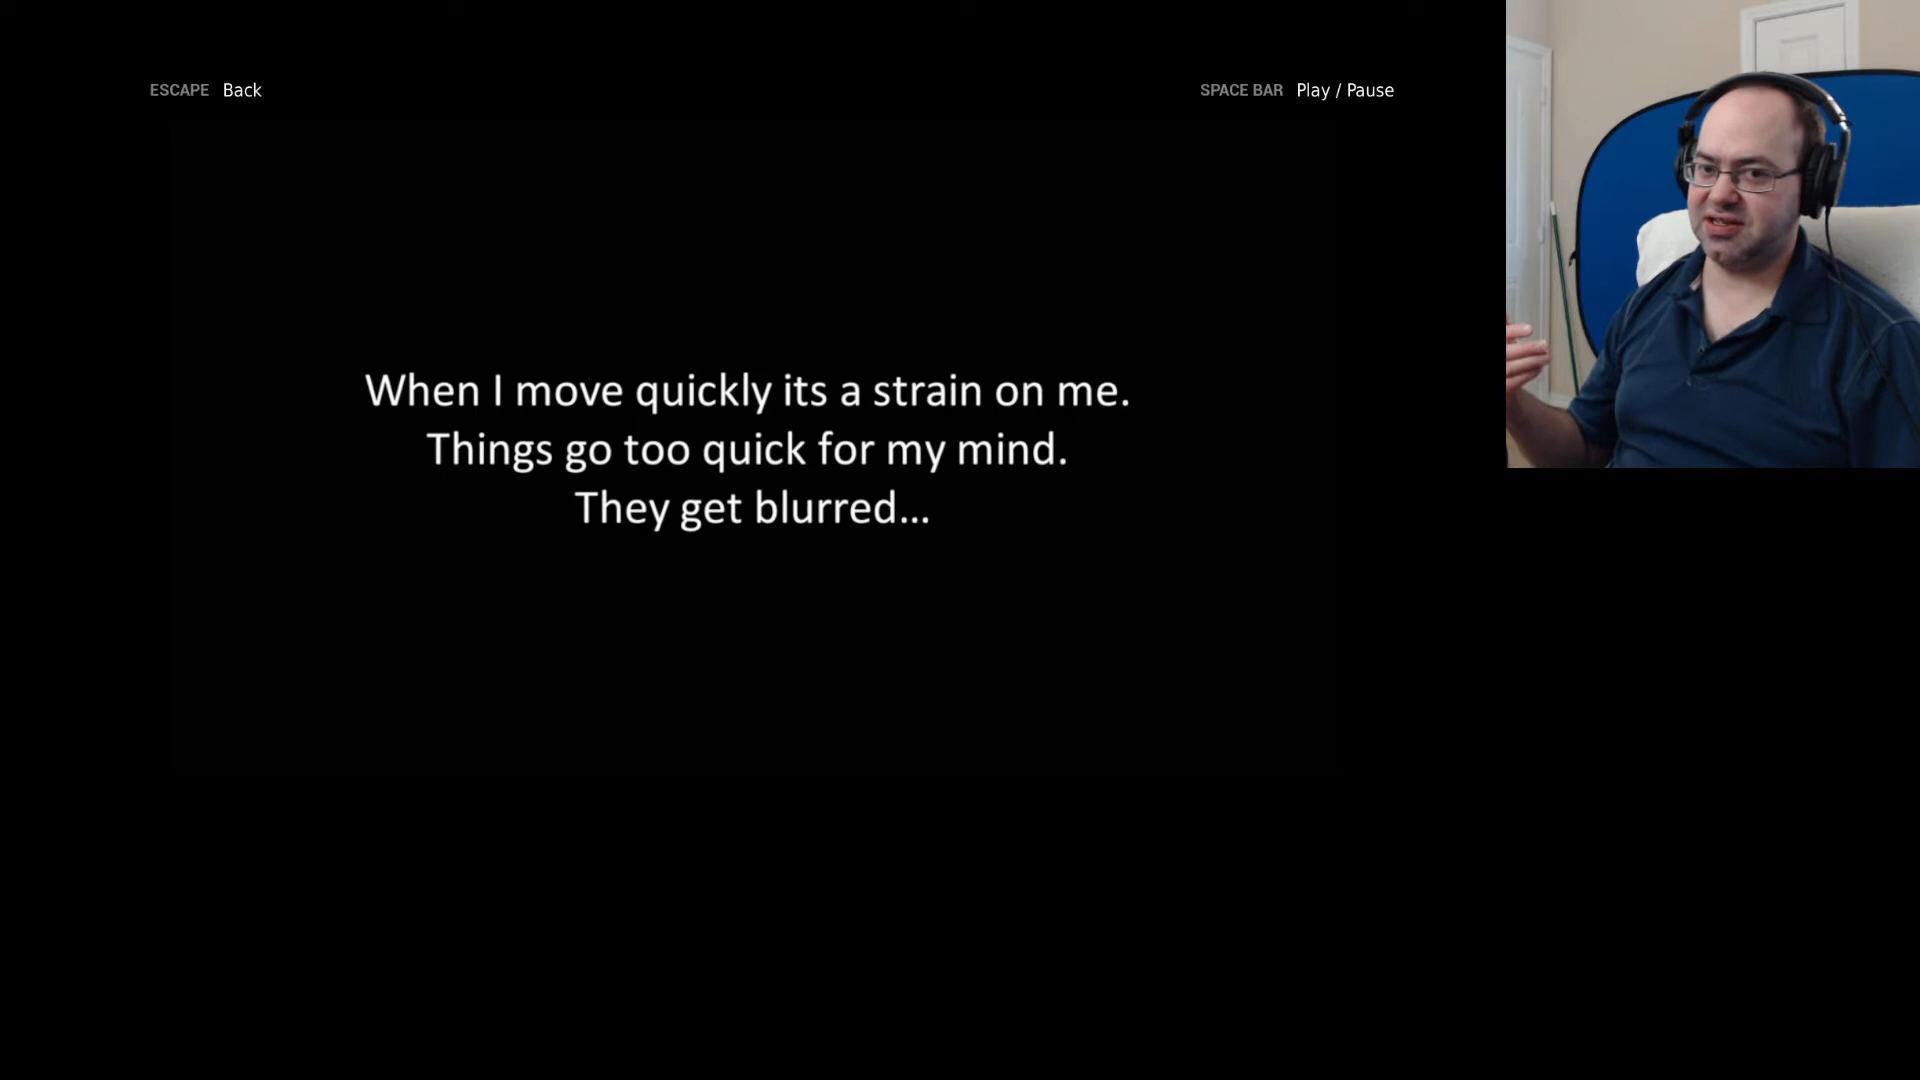 ESCAPE Back
SPACE BAR Play / Pause
When I move quickly its a strain on me.
Things go too quick for my mind.
They get blurred...